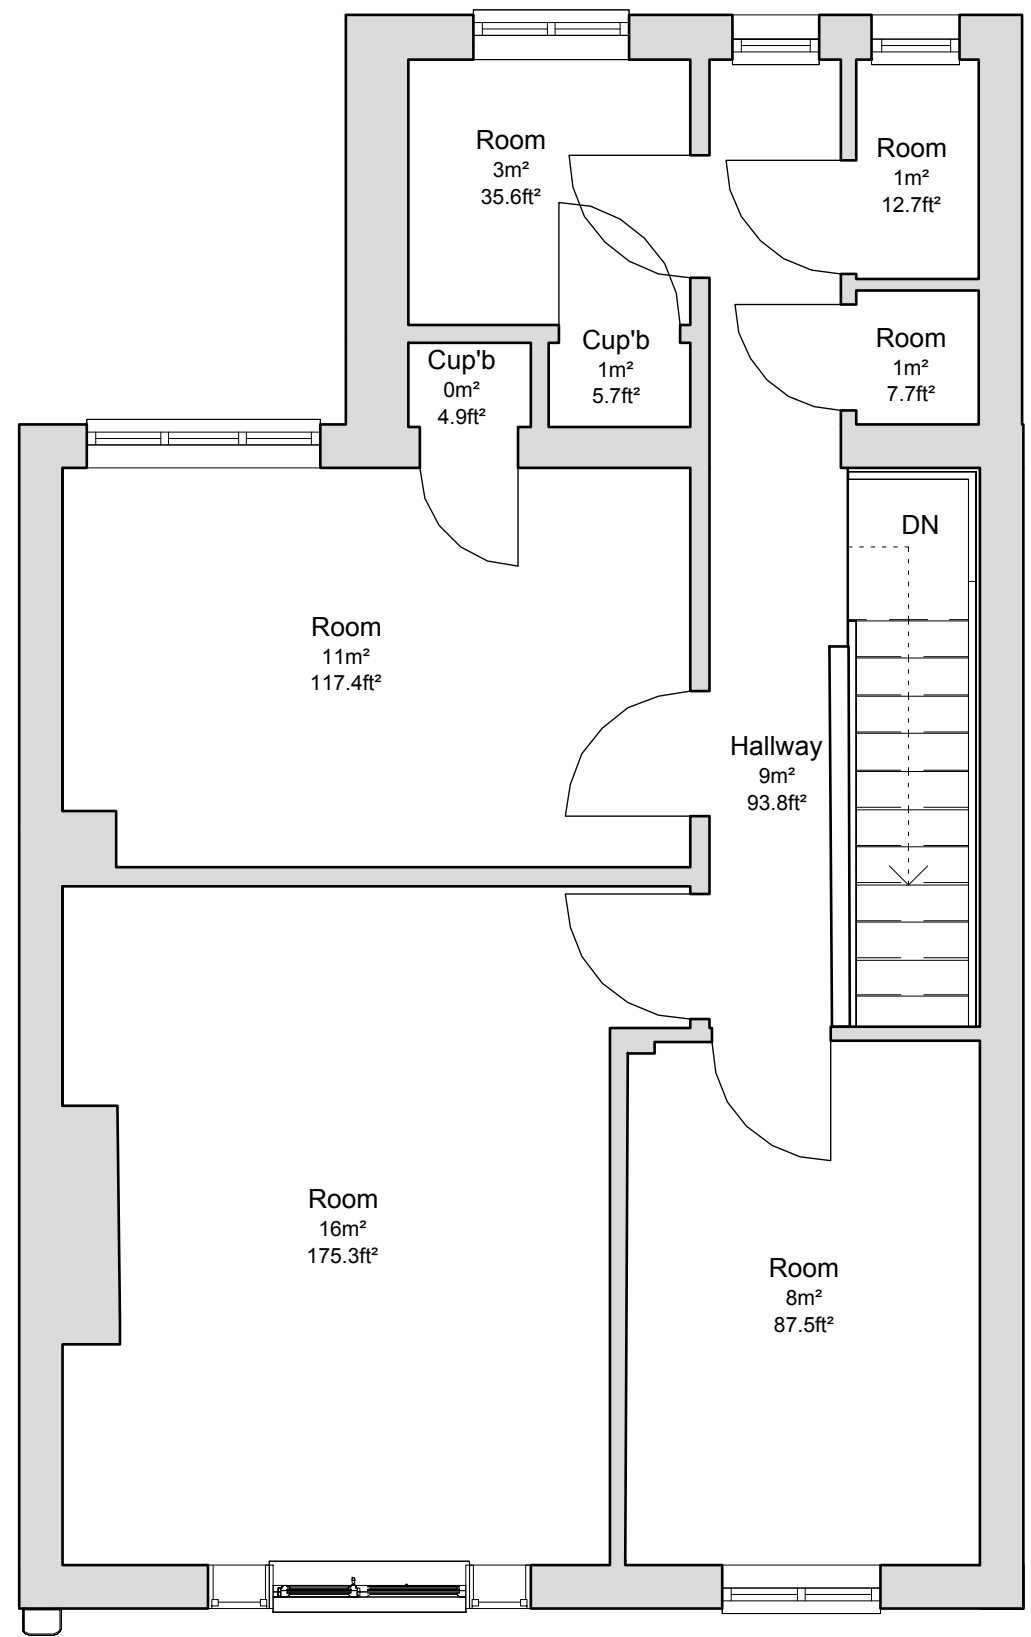 Room
3m²
35.6ft²
Room
1m²
12.7ft²
Cup'b
1m²
5.7ft²
Room
1m²
7.7ft²
Cup'b
0m²
4.9ft²
DN
Room
11m²
117.4ft²
Hallway
9m²
93.8ft²
Room
16m²
175.3ft²
Room
8m²
87.5ft²